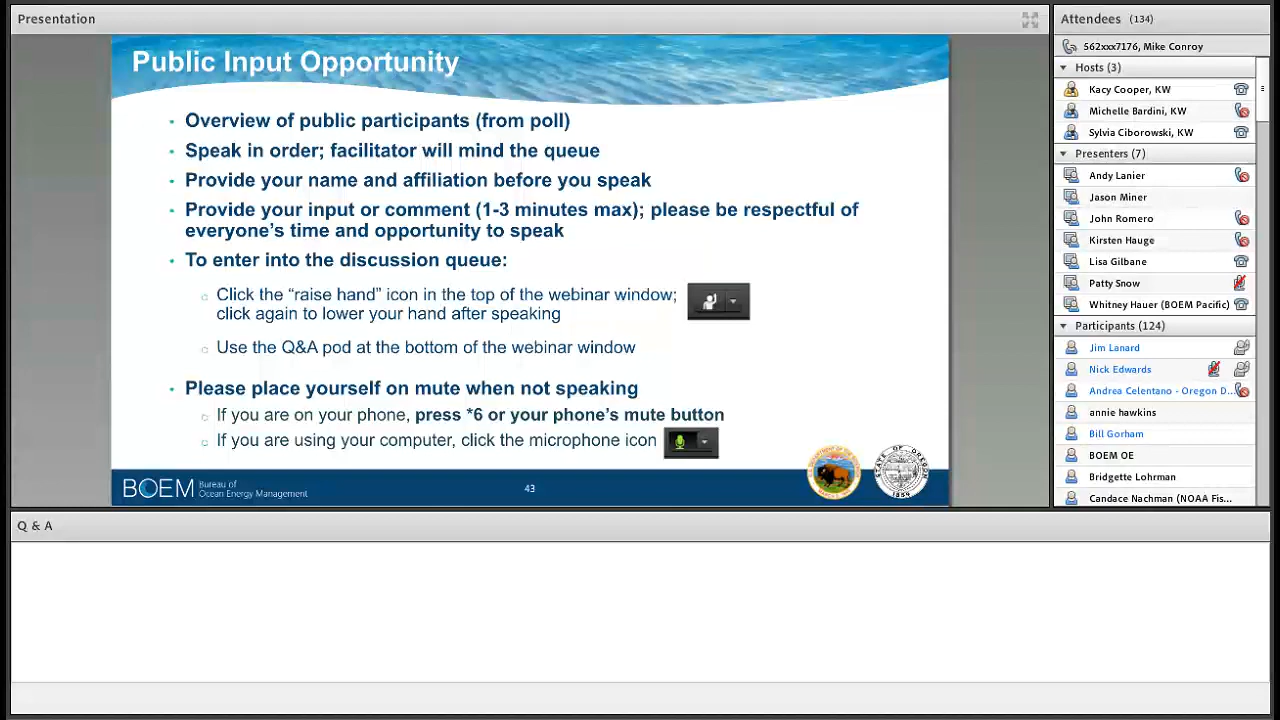 Presentation
Public Input Opportunity
Overview of public participants (from poll)
Speak in order; facilitator will mind the queue
Provide your name and affiliation before you speak
Provide your input or comment (1-3 minutes max); please be respectful of
everyone's time and opportunity to speak
To enter into the discussion queue:
Click the “raise hand” icon in the top of the webinar window;
click again to lower your hand after speaking
Use the Q&A pod at the bottom of the webinar window
Please place yourself on mute when not speaking
If you are on your phone, press *6 or your phone's mute button
If you are using your computer, click the microphone icon
BOEM Bureau of
Ocean Energy Management
43
STATE OF OREGON
1859
Attendees (134)
562xxx7176, Mike Conroy
Hosts (3)
Kacy Cooper, KW
Michelle Bardini, KW
Sylvia Ciborowski, KW
Presenters (7)
Andy Lanier
Jason Miner
John Romero
Kirsten Hauge
Lisa Gilbane
Patty Snow
Whitney Hauer (BOEM Pacific)
Participants (124)
Jim Lanard
Nick Edwards
Andrea Celentano - Oregon D...
annie hawkins
Bill Gorham
BOEM OE
Bridgette Lohrman
Candace Nachman (NOAA Fis...
Q & A